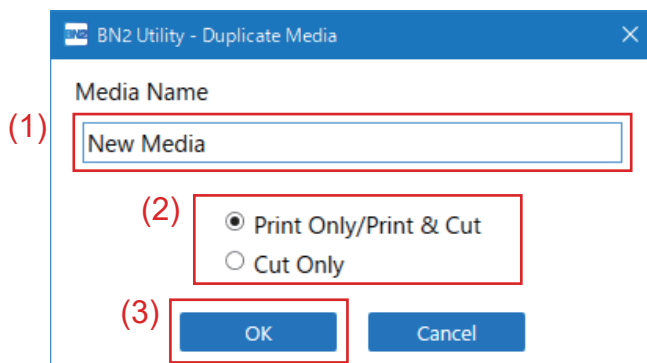 BN2 BN2 Utility - Duplicate Media
Media Name
(1)
New Media
(2)
Print Only/Print & Cut
Cut Only
(3)
OK Cancel